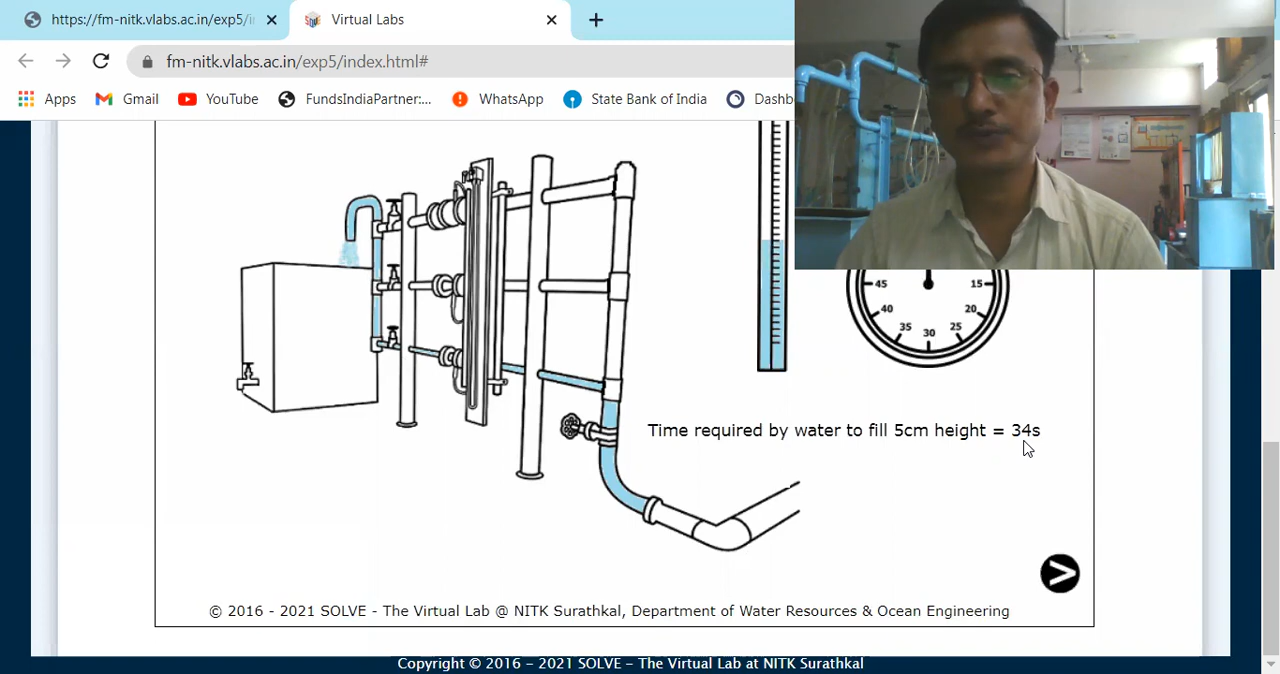 https://fm-nitk.vlabs.ac.in/exp5/i
Virtual Labs
fm-nitk.vlabs.ac.in/exp5/index.html#
Apps
Gmail
YouTube
FundsIndiaPartner:...
WhatsApp
State Bank of India
Dashb
45
15
40
20
35
30
25
Time required by water to fill 5cm height = 34s
>
© 2016 - 2021 SOLVE - The Virtual Lab @ NITK Surathkal, Department of Water Resources & Ocean Engineering
Copyright © 2016 – 2021 SOLVE – The Virtual Lab at NITK Surathkal